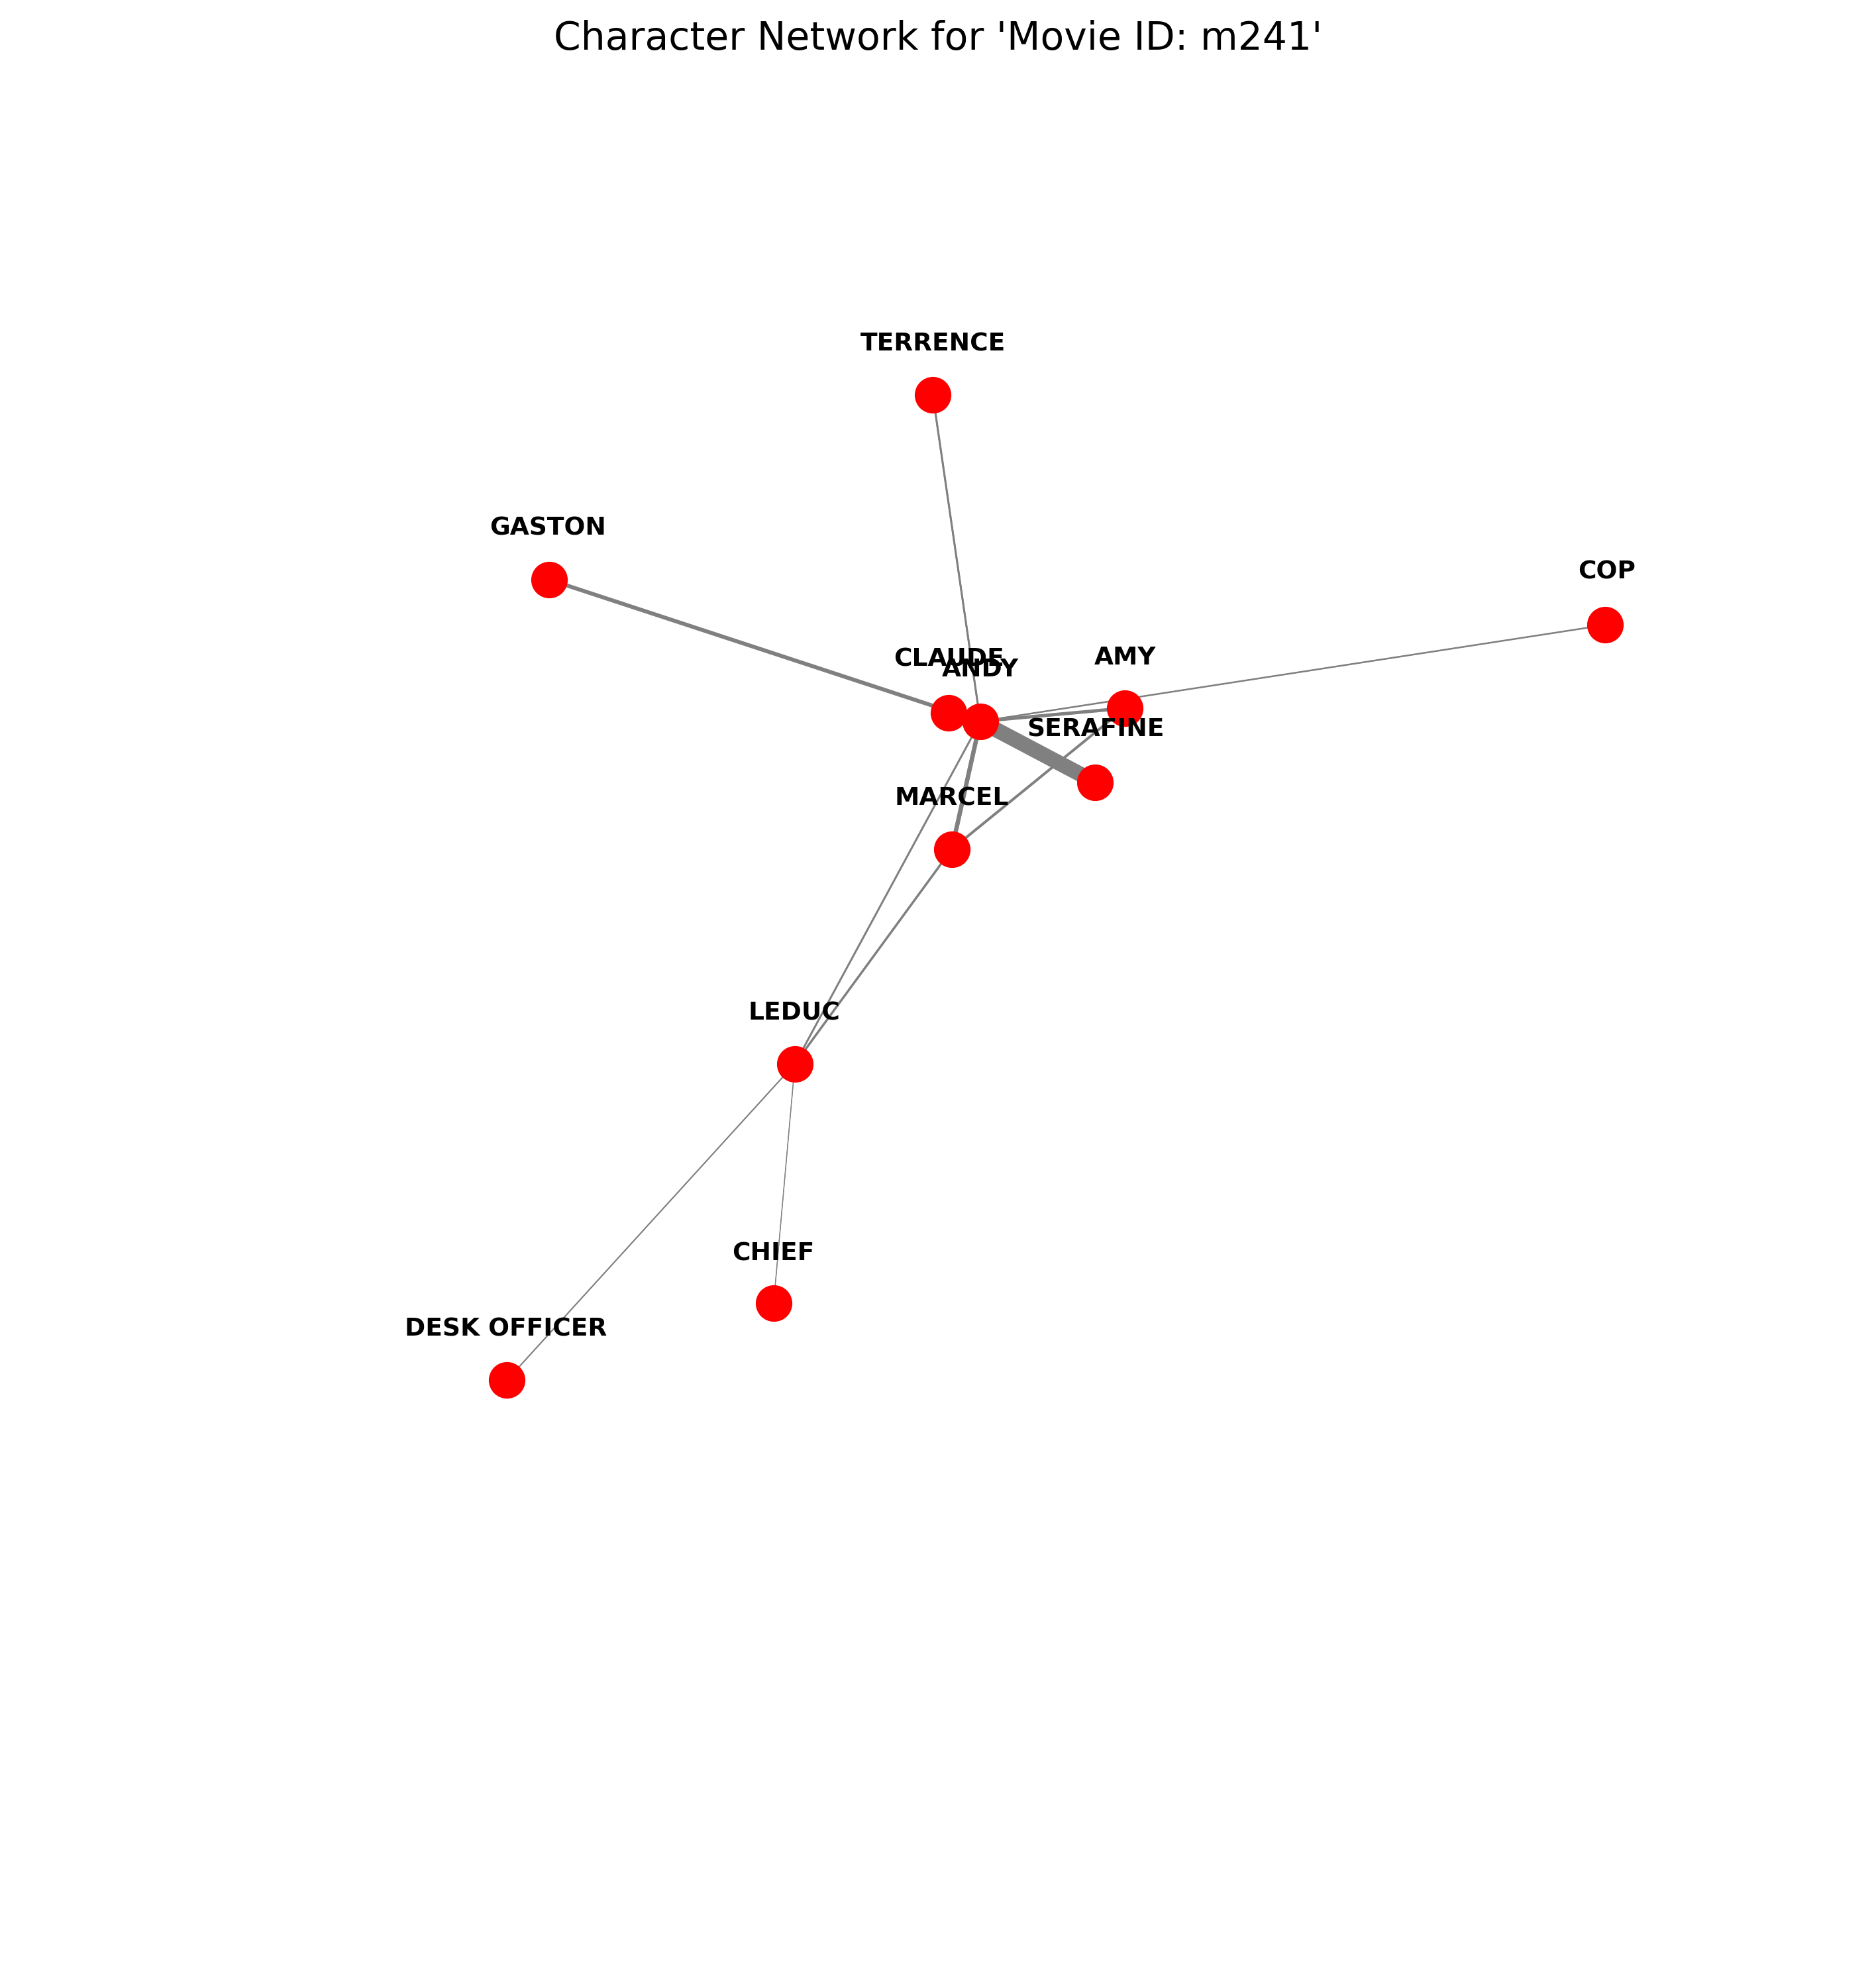 Character Network for 'Movie ID: m241'
TERRENCE
GASTON
COP
CLAUDE
ANDY
AMY
SERAFINE
MARCEL
LEDUC
CHIEF
DESK OFFICER